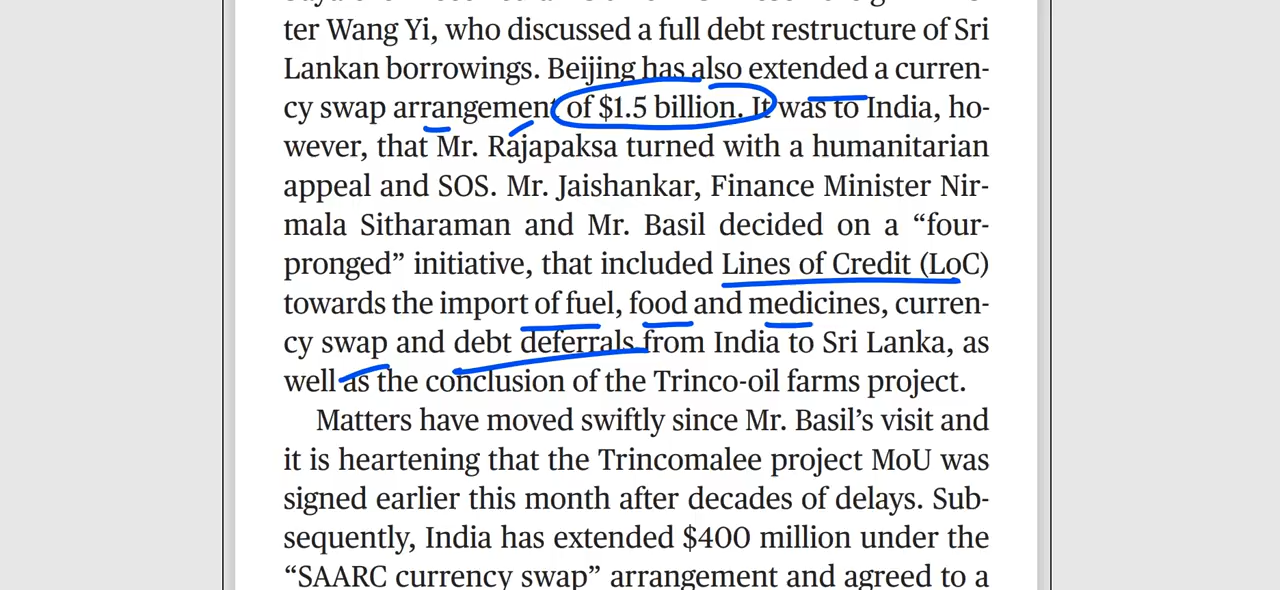 ter Wang Yi, who discussed a full debt restructure of Sri
Lankan borrowings. Beijing has also extended a curren-
cy swap arrangement of $1.5 billion. It was to India, ho-
wever, that Mr. Rajapaksa turned with a humanitarian
appeal and SOS. Mr. Jaishankar, Finance Minister Nir-
mala Sitharaman and Mr. Basil decided on a “four-
pronged” initiative, that included Lines of Credit (LoC)
towards the import of fuel, food and medicines, curren-
cy swap and debt deferrals from India to Sri Lanka, as
well as the conclusion of the Trinco-oil farms project.
Matters have moved swiftly since Mr. Basil’s visit and
it is heartening that the Trincomalee project MoU was
signed earlier this month after decades of delays. Sub-
sequently, India has extended $400 million under the
“SAARC currency swap” arrangement and agreed to a